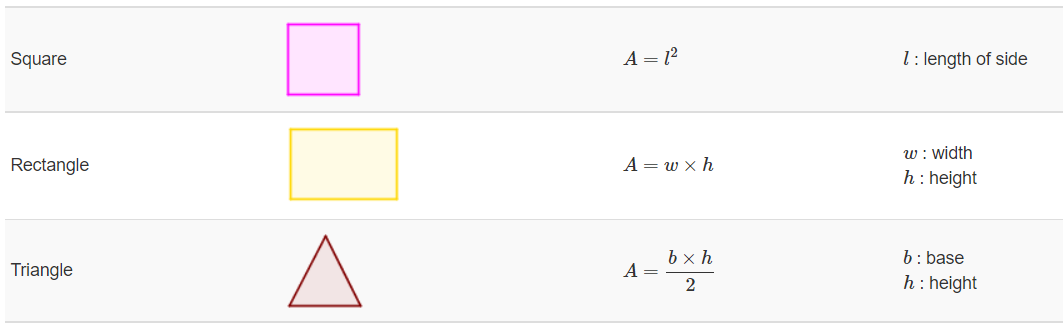 Square A = l² l : length of side
Rectangle A = w × h w : width
h : height
Triangle A = b × h / 2 b : base
h : height